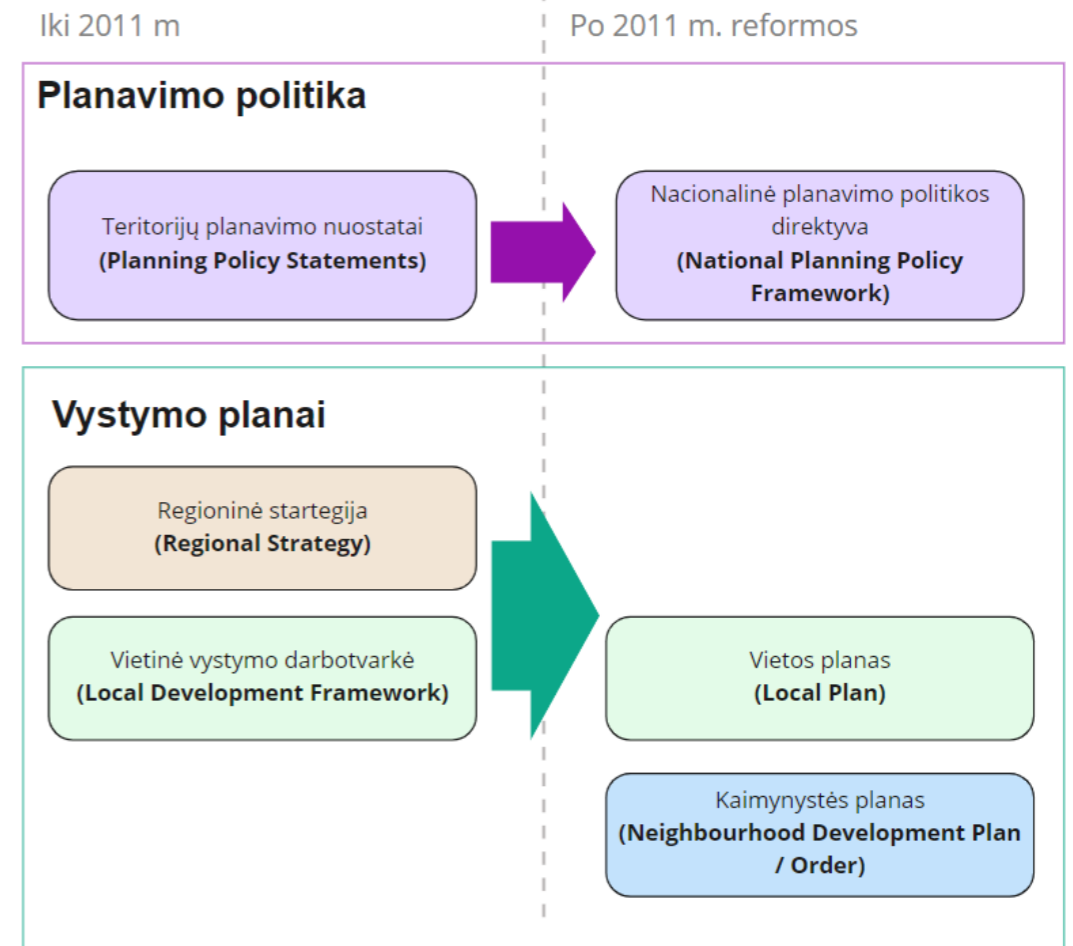 Iki 2011 m
Po 2011 m. reformos
Planavimo politika
Teritorijų planavimo nuostatai
(Planning Policy Statements)
Nacionalinė planavimo politikos
direktyva
(National Planning Policy
Framework)
Vystymo planai
Regioninė startegija
(Regional Strategy)
Vietinė vystymo darbotvarkė
(Local Development Framework)
Vietos planas
(Local Plan)
Kaimynystės planas
(Neighbourhood Development Plan
/ Order)